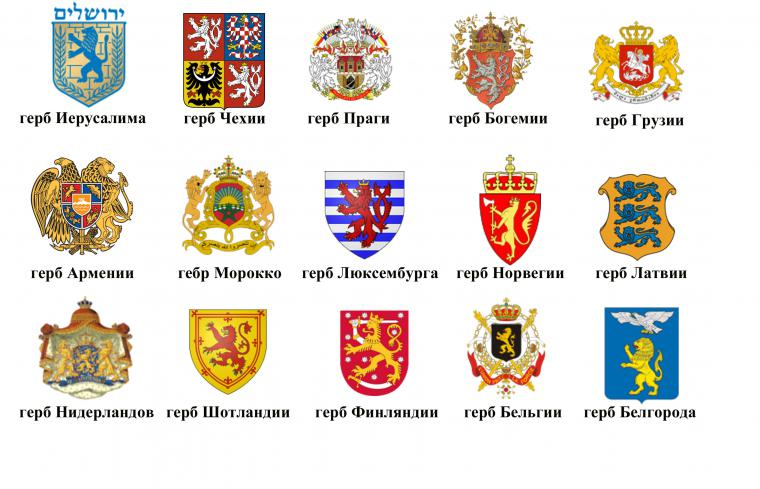 ירושלים
герб Иерусалима
герб Чехии
герб Праги
герб Богемии
герб Грузии
герб Армении
гебр Морокко
герб Люксембурга
герб Норвегии
герб Латвии
герб Нидерландов
герб Шотландии
герб Финляндии
герб Бельгии
герб Белгорода